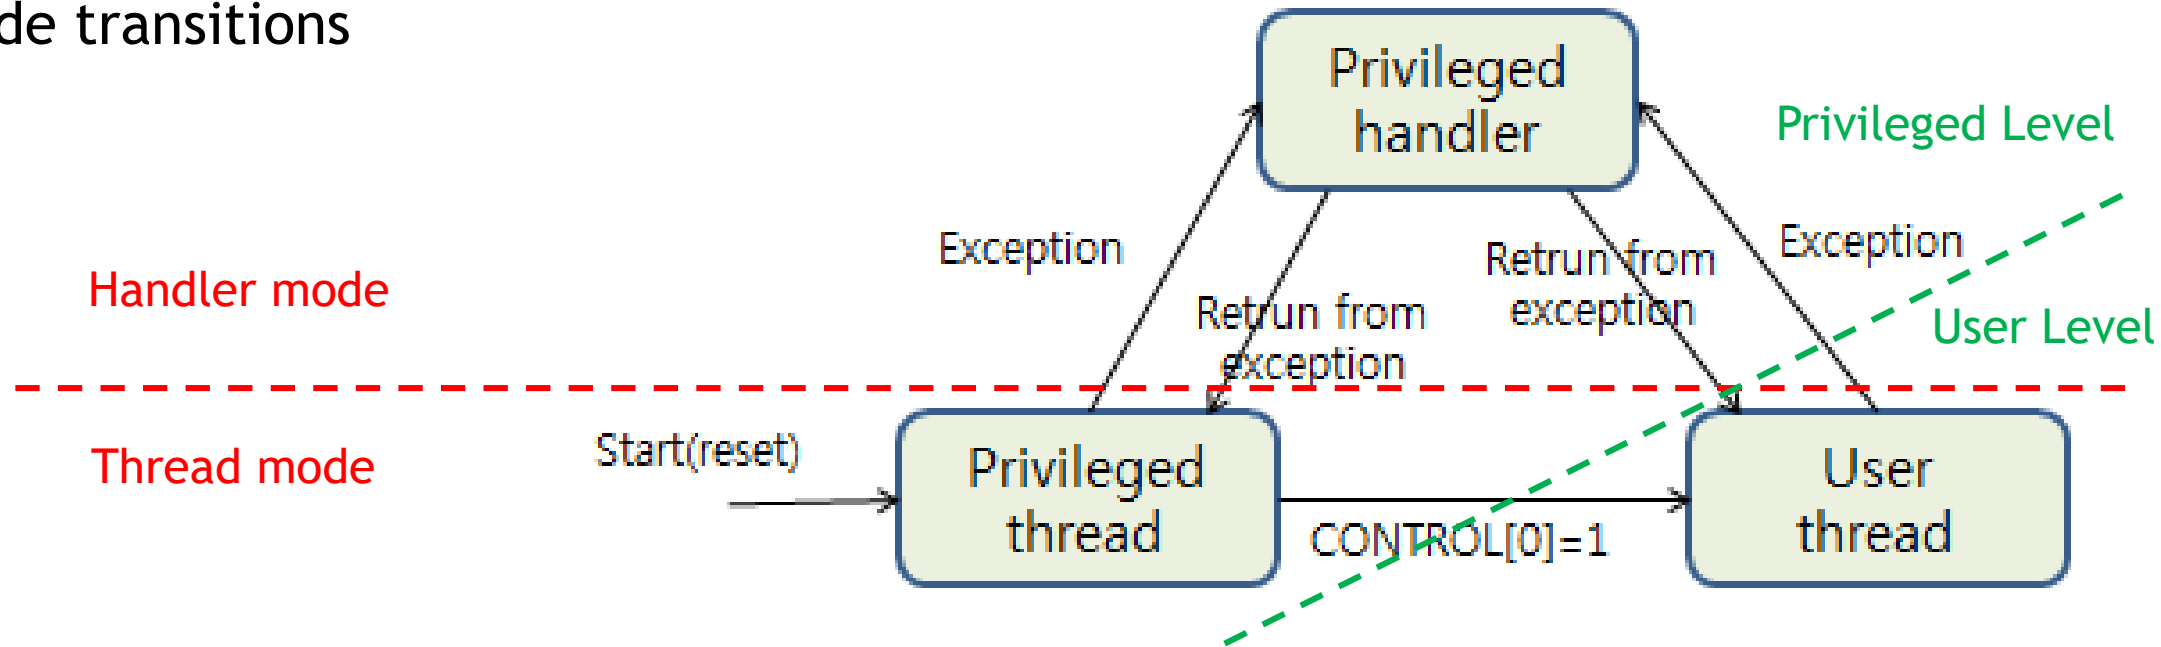 de transitions
Privileged
handler
Privileged Level
Exception
Retrun from
exception
Exception
Handler mode
Retrun from
exception
User Level
Start(reset)
Thread mode
Privileged
thread
CONTROL[0]=1
User
thread